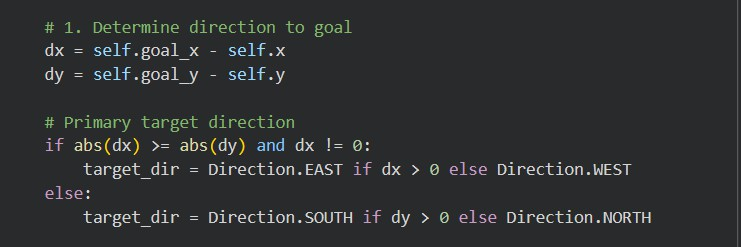 # 1. Determine direction to goal
dx = self.goal_x - self.x
dy = self.goal_y - self.y
# Primary target direction
if abs(dx) >= abs(dy) and dx != 0:
    target_dir = Direction.EAST if dx > 0 else Direction.WEST
else:
    target_dir = Direction.SOUTH if dy > 0 else Direction.NORTH